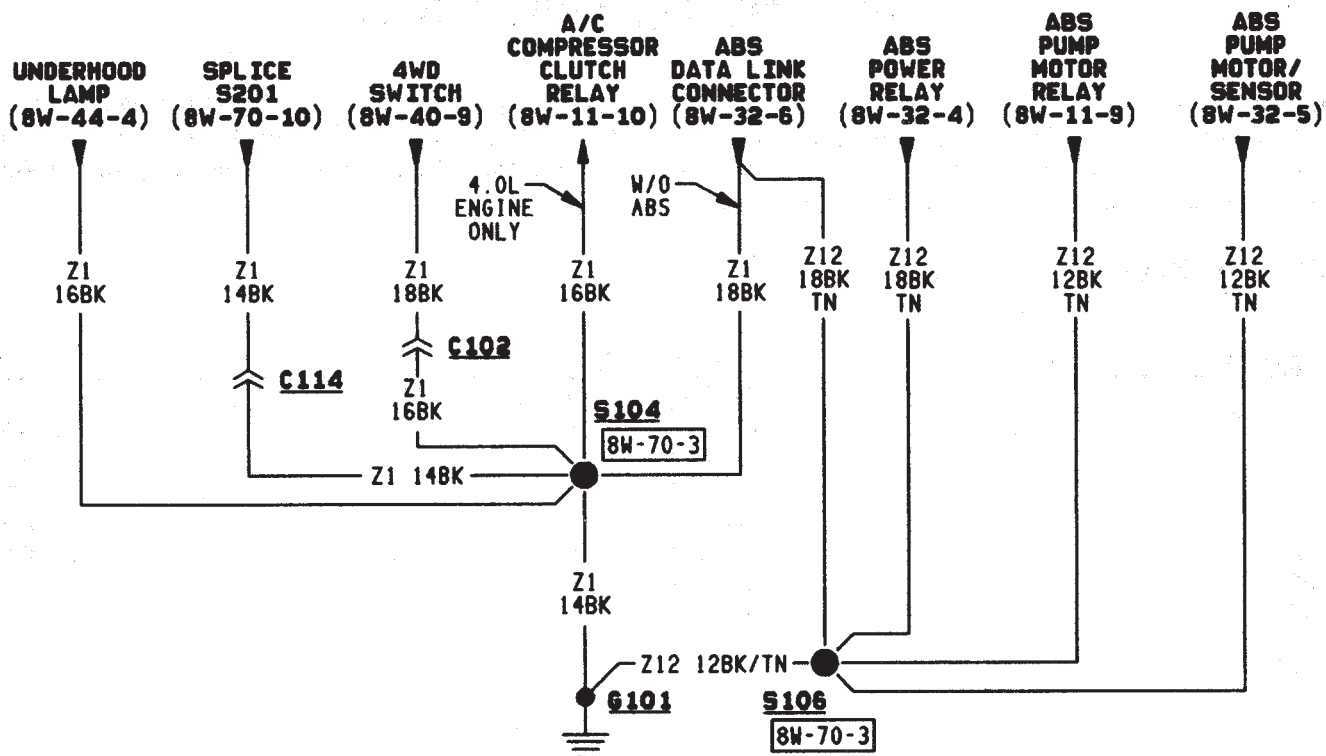 UNDERHOOD
LAMP
(8W-44-4)
SPLICE
S201
(8W-70-10)
4WD
SWITCH
(8W-40-9)
A/C
COMPRESSOR
CLUTCH
RELAY
(8W-11-10)
ABS
DATA LINK
CONNECTOR
(8W-32-6)
ABS
POWER
RELAY
(8W-32-4)
ABS
PUMP
MOTOR
RELAY
(8W-11-9)
ABS
PUMP
MOTOR/
SENSOR
(8W-32-5)
4.0L
ENGINE
ONLY
W/O
ABS
Z1
16BK
Z1
14BK
Z1
18BK
Z1
16BK
Z1
18BK
Z12
18BK
TN
Z12
18BK
TN
Z12
12BK
TN
Z12
12BK
TN
C114
C102
Z1
16BK
S104
8W-70-3
Z1 14BK
Z1
14BK
Z12 12BK/TN
G101
S106
8W-70-3